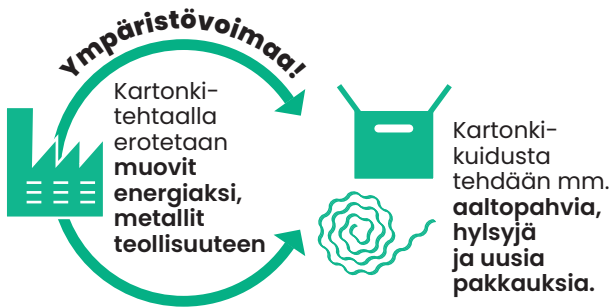 Ympäristövoimaa!
Kartonki-
tehtaalla
erotetaan
muovit
energiaksi,
metallit
teollisuuteen
Kartonki-
kuidusta
tehdään mm.
aaltopahvia,
hylsyjä
ja uusia
pakkauksia.